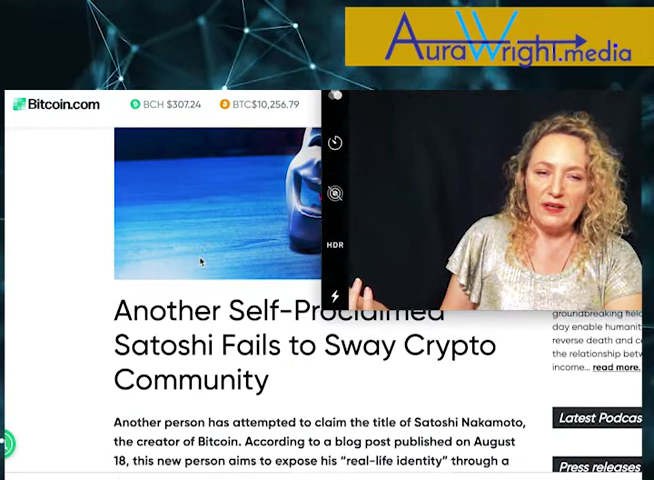 AuraWright.media
Bitcoin.com
BCH $307.24
BTC $10,256.79
HDR
Another Self-Proclaimed
Satoshi Fails to Sway Crypto
Community
Another person has attempted to claim the title of Satoshi Nakamoto,
the creator of Bitcoin. According to a blog post published on August
18, this new person aims to expose his “real-life identity” through a
groundbreaking
day enable humanit
reverse death and
the relationship
income... read more.
Latest Podcas
Press releases